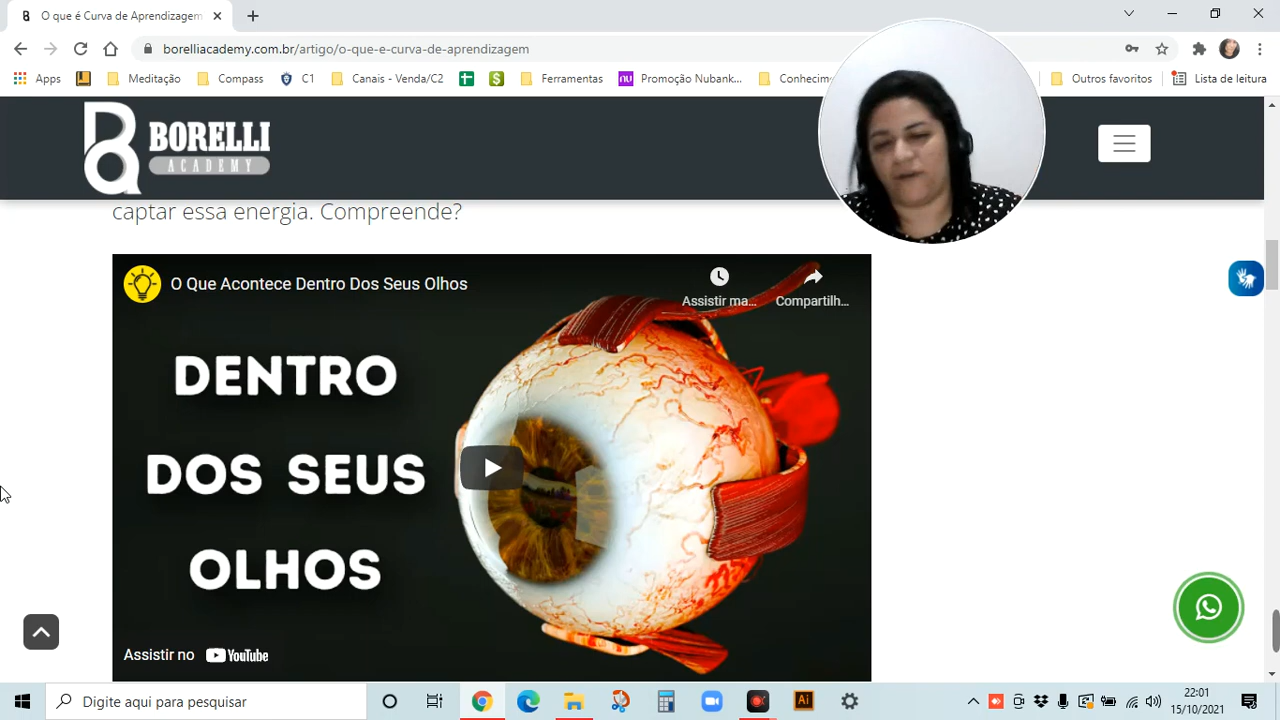 O que é Curva de Aprendizagem
borelliacademy.com.br/artigo/o-que-e-curva-de-aprendizagem
Apps
Meditação
Compass
C1
Canais - Venda/C2
Ferramentas
Promoção Nubank...
Conhecime
Outros favoritos
Lista de leitura
BORELLI
ACADEMY
captar essa energia. Compreende?
O Que Acontece Dentro Dos Seus Olhos
Assistir ma...
Compartilh...
DENTRO
DOS SEUS
OLHOS
Assistir no YouTube
Digite aqui para pesquisar
Ai
22:01
15/10/2021